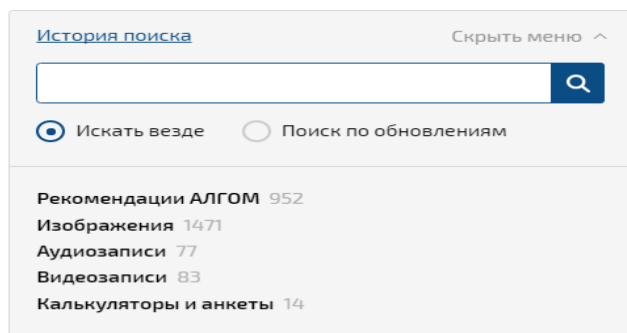 История поиска Скрыть меню
Искать везде Поиск по обновлениям
Рекомендации АЛГОМ 952
Изображения 1471
Аудиозаписи 77
Видеозаписи 83
Калькуляторы и анкеты 14